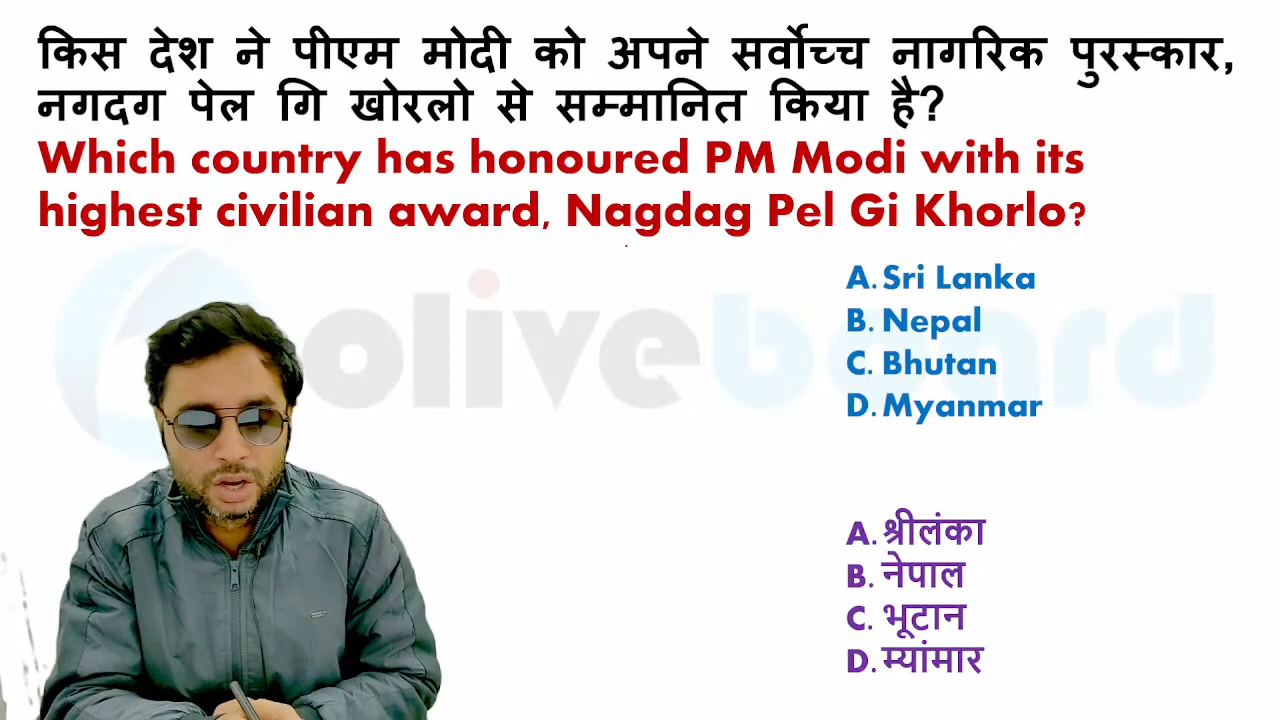 किस देश ने पीएम मोदी को अपने सर्वोच्च नागरिक पुरस्कार,
नगदग पेल गि खोरलो से सम्मानित किया है?
Which country has honoured PM Modi with its
highest civilian award, Nagdag Pel Gi Khorlo?
oliveboard
A. Sri Lanka
B. Nepal
C. Bhutan
D. Myanmar
A. श्रीलंका
B. नेपाल
C. भूटान
D. म्यांमार